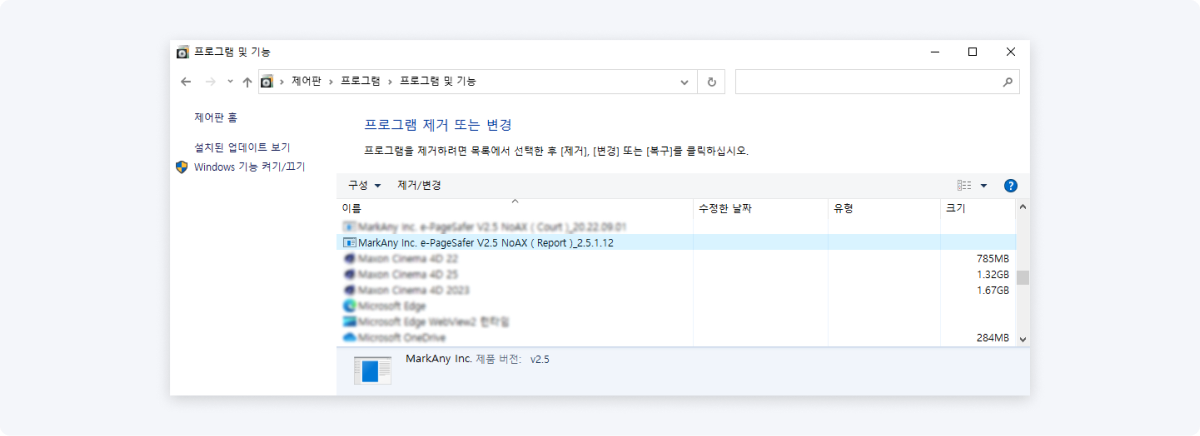 프로그램 및 기능
제어판 › 프로그램 › 프로그램 및 기능
제어판 홈
설치된 업데이트 보기
Windows 기능 켜기/끄기
프로그램 제거 또는 변경
프로그램을 제거하려면 목록에서 선택한 후 [제거], [변경] 또는 [복구]를 클릭하십시오.
구성 제거/변경
이름 수정한 날짜 유형 크기
MarkAny Inc. e-PageSafer V2.5 NoAX ( Court )_20.22.09.01
MarkAny Inc. e-PageSafer V2.5 NoAX ( Report )_2.5.1.12
Maxon Cinema 4D 22 785MB
Maxon Cinema 4D 25 1.32GB
Maxon Cinema 4D 2023 1.67GB
Microsoft Edge
Microsoft Edge WebView2 런타임
Microsoft OneDrive 284MB
MarkAny Inc. 제품 버전: v2.5